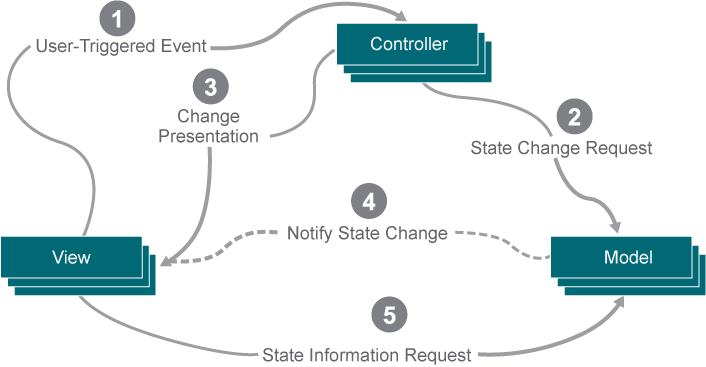 1
User-Triggered Event
Controller
3
Change
Presentation
2
State Change Request
4
Notify State Change
View
Model
5
State Information Request